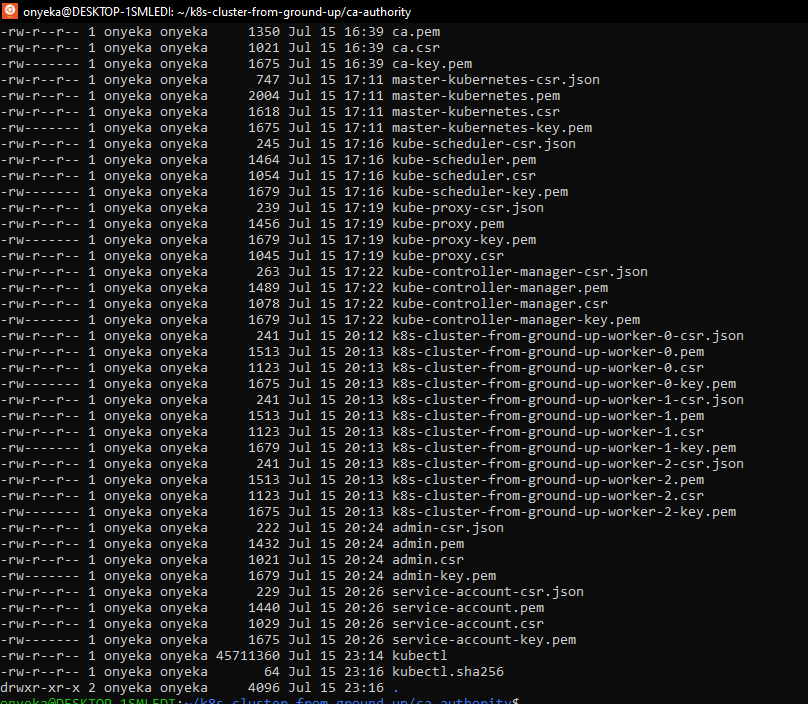 onyeka@DESKTOP-1SMLEDI: ~/k8s-cluster-from-ground-up/ca-authority
-rw-r--r-- 1 onyeka onyeka 1350 Jul 15 16:39 ca.pem
-rw-r--r-- 1 onyeka onyeka 1021 Jul 15 16:39 ca.csr
-rw------- 1 onyeka onyeka 1675 Jul 15 16:39 ca-key.pem
-rw-r--r-- 1 onyeka onyeka 747 Jul 15 17:11 master-kubernetes-csr.json
-rw-r--r-- 1 onyeka onyeka 2004 Jul 15 17:11 master-kubernetes.pem
-rw-r--r-- 1 onyeka onyeka 1618 Jul 15 17:11 master-kubernetes.csr
-rw------- 1 onyeka onyeka 1675 Jul 15 17:11 master-kubernetes-key.pem
-rw-r--r-- 1 onyeka onyeka 245 Jul 15 17:16 kube-scheduler-csr.json
-rw-r--r-- 1 onyeka onyeka 1464 Jul 15 17:16 kube-scheduler.pem
-rw-r--r-- 1 onyeka onyeka 1054 Jul 15 17:16 kube-scheduler.csr
-rw------- 1 onyeka onyeka 1679 Jul 15 17:16 kube-scheduler-key.pem
-rw-r--r-- 1 onyeka onyeka 239 Jul 15 17:19 kube-proxy-csr.json
-rw-r--r-- 1 onyeka onyeka 1456 Jul 15 17:19 kube-proxy.pem
-rw------- 1 onyeka onyeka 1679 Jul 15 17:19 kube-proxy-key.pem
-rw-r--r-- 1 onyeka onyeka 1045 Jul 15 17:19 kube-proxy.csr
-rw-r--r-- 1 onyeka onyeka 263 Jul 15 17:22 kube-controller-manager-csr.json
-rw-r--r-- 1 onyeka onyeka 1489 Jul 15 17:22 kube-controller-manager.pem
-rw-r--r-- 1 onyeka onyeka 1078 Jul 15 17:22 kube-controller-manager.csr
-rw------- 1 onyeka onyeka 1679 Jul 15 17:22 kube-controller-manager-key.pem
-rw-r--r-- 1 onyeka onyeka 241 Jul 15 20:12 k8s-cluster-from-ground-up-worker-0-csr.json
-rw-r--r-- 1 onyeka onyeka 1513 Jul 15 20:13 k8s-cluster-from-ground-up-worker-0.pem
-rw-r--r-- 1 onyeka onyeka 1123 Jul 15 20:13 k8s-cluster-from-ground-up-worker-0.csr
-rw------- 1 onyeka onyeka 1675 Jul 15 20:13 k8s-cluster-from-ground-up-worker-0-key.pem
-rw-r--r-- 1 onyeka onyeka 241 Jul 15 20:13 k8s-cluster-from-ground-up-worker-1-csr.json
-rw-r--r-- 1 onyeka onyeka 1513 Jul 15 20:13 k8s-cluster-from-ground-up-worker-1.pem
-rw-r--r-- 1 onyeka onyeka 1123 Jul 15 20:13 k8s-cluster-from-ground-up-worker-1.csr
-rw------- 1 onyeka onyeka 1679 Jul 15 20:13 k8s-cluster-from-ground-up-worker-1-key.pem
-rw-r--r-- 1 onyeka onyeka 241 Jul 15 20:13 k8s-cluster-from-ground-up-worker-2-csr.json
-rw-r--r-- 1 onyeka onyeka 1513 Jul 15 20:13 k8s-cluster-from-ground-up-worker-2.pem
-rw-r--r-- 1 onyeka onyeka 1123 Jul 15 20:13 k8s-cluster-from-ground-up-worker-2.csr
-rw------- 1 onyeka onyeka 1675 Jul 15 20:13 k8s-cluster-from-ground-up-worker-2-key.pem
-rw-r--r-- 1 onyeka onyeka 222 Jul 15 20:24 admin-csr.json
-rw-r--r-- 1 onyeka onyeka 1432 Jul 15 20:24 admin.pem
-rw-r--r-- 1 onyeka onyeka 1021 Jul 15 20:24 admin.csr
-rw------- 1 onyeka onyeka 1679 Jul 15 20:24 admin-key.pem
-rw-r--r-- 1 onyeka onyeka 229 Jul 15 20:26 service-account-csr.json
-rw-r--r-- 1 onyeka onyeka 1440 Jul 15 20:26 service-account.pem
-rw-r--r-- 1 onyeka onyeka 1029 Jul 15 20:26 service-account.csr
-rw------- 1 onyeka onyeka 1675 Jul 15 20:26 service-account-key.pem
-rw-r--r-- 1 onyeka onyeka 45711360 Jul 15 23:14 kubectl
-rw-r--r-- 1 onyeka onyeka 64 Jul 15 23:16 kubectl.sha256
drwxr-xr-x 2 onyeka onyeka 4096 Jul 15 23:16 .
onyeka@DESKTOP-1SMLEDI:~/k8s-cluster-from-ground-up/ca-authority$